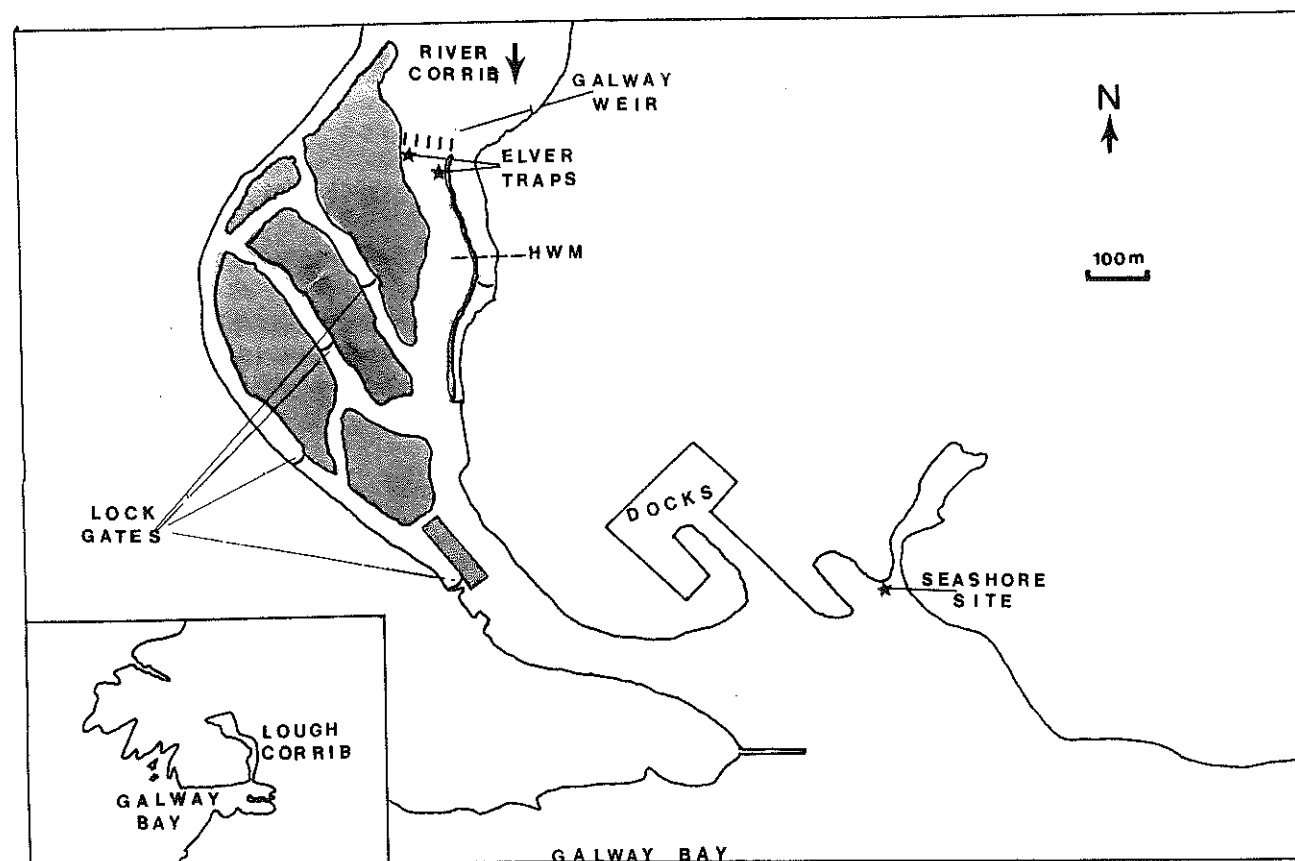 RIVER
CORRIB
GALWAY
WEIR
N
ELVER
TRAPS
HWM
100m
DOCKS
LOCK
GATES
SEASHORE
SITE
LOUGH
CORRIB
GALWAY
BAY
GALWAY BAY